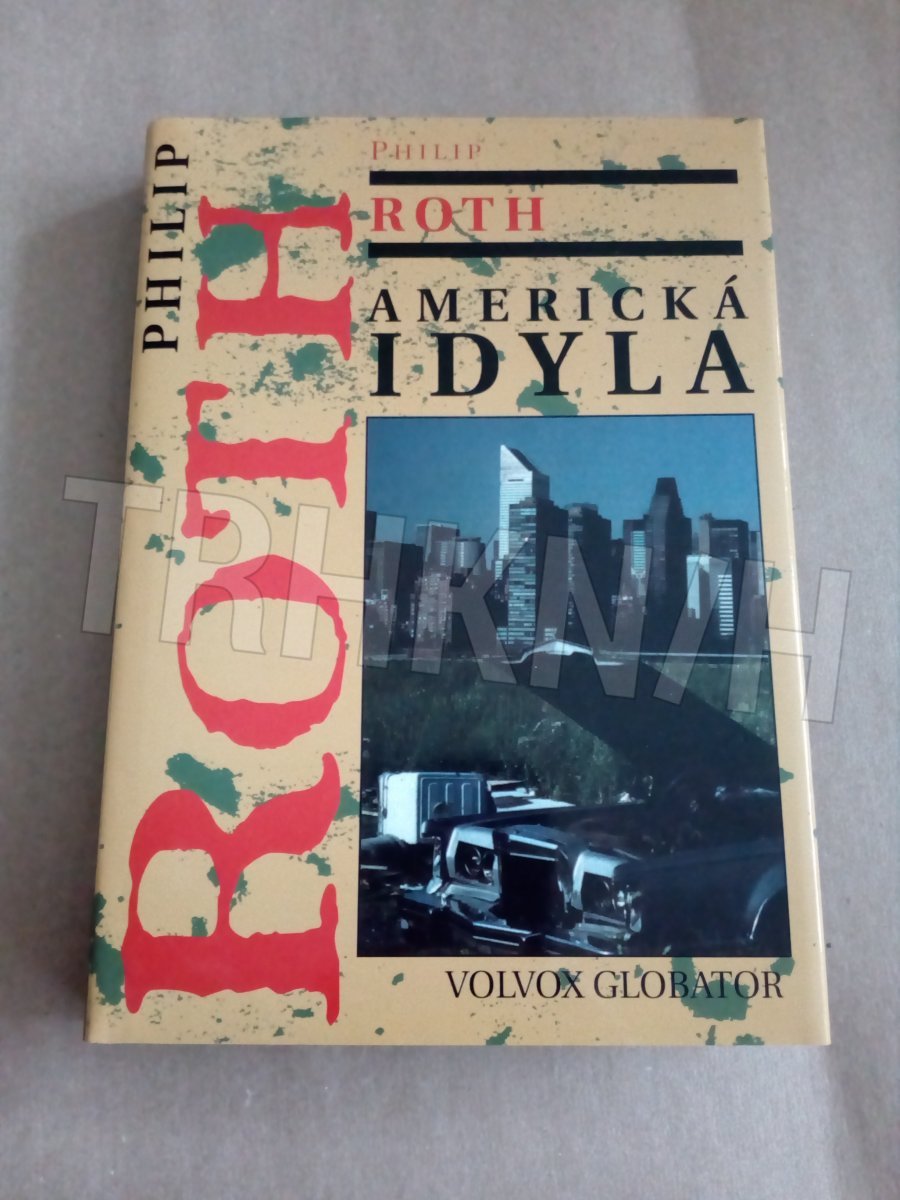 PHILIP
ROTH
PHILIP
ROTH
AMERICKÁ
IDYLA
VOLVOX GLOBATOR
TRHKNIH